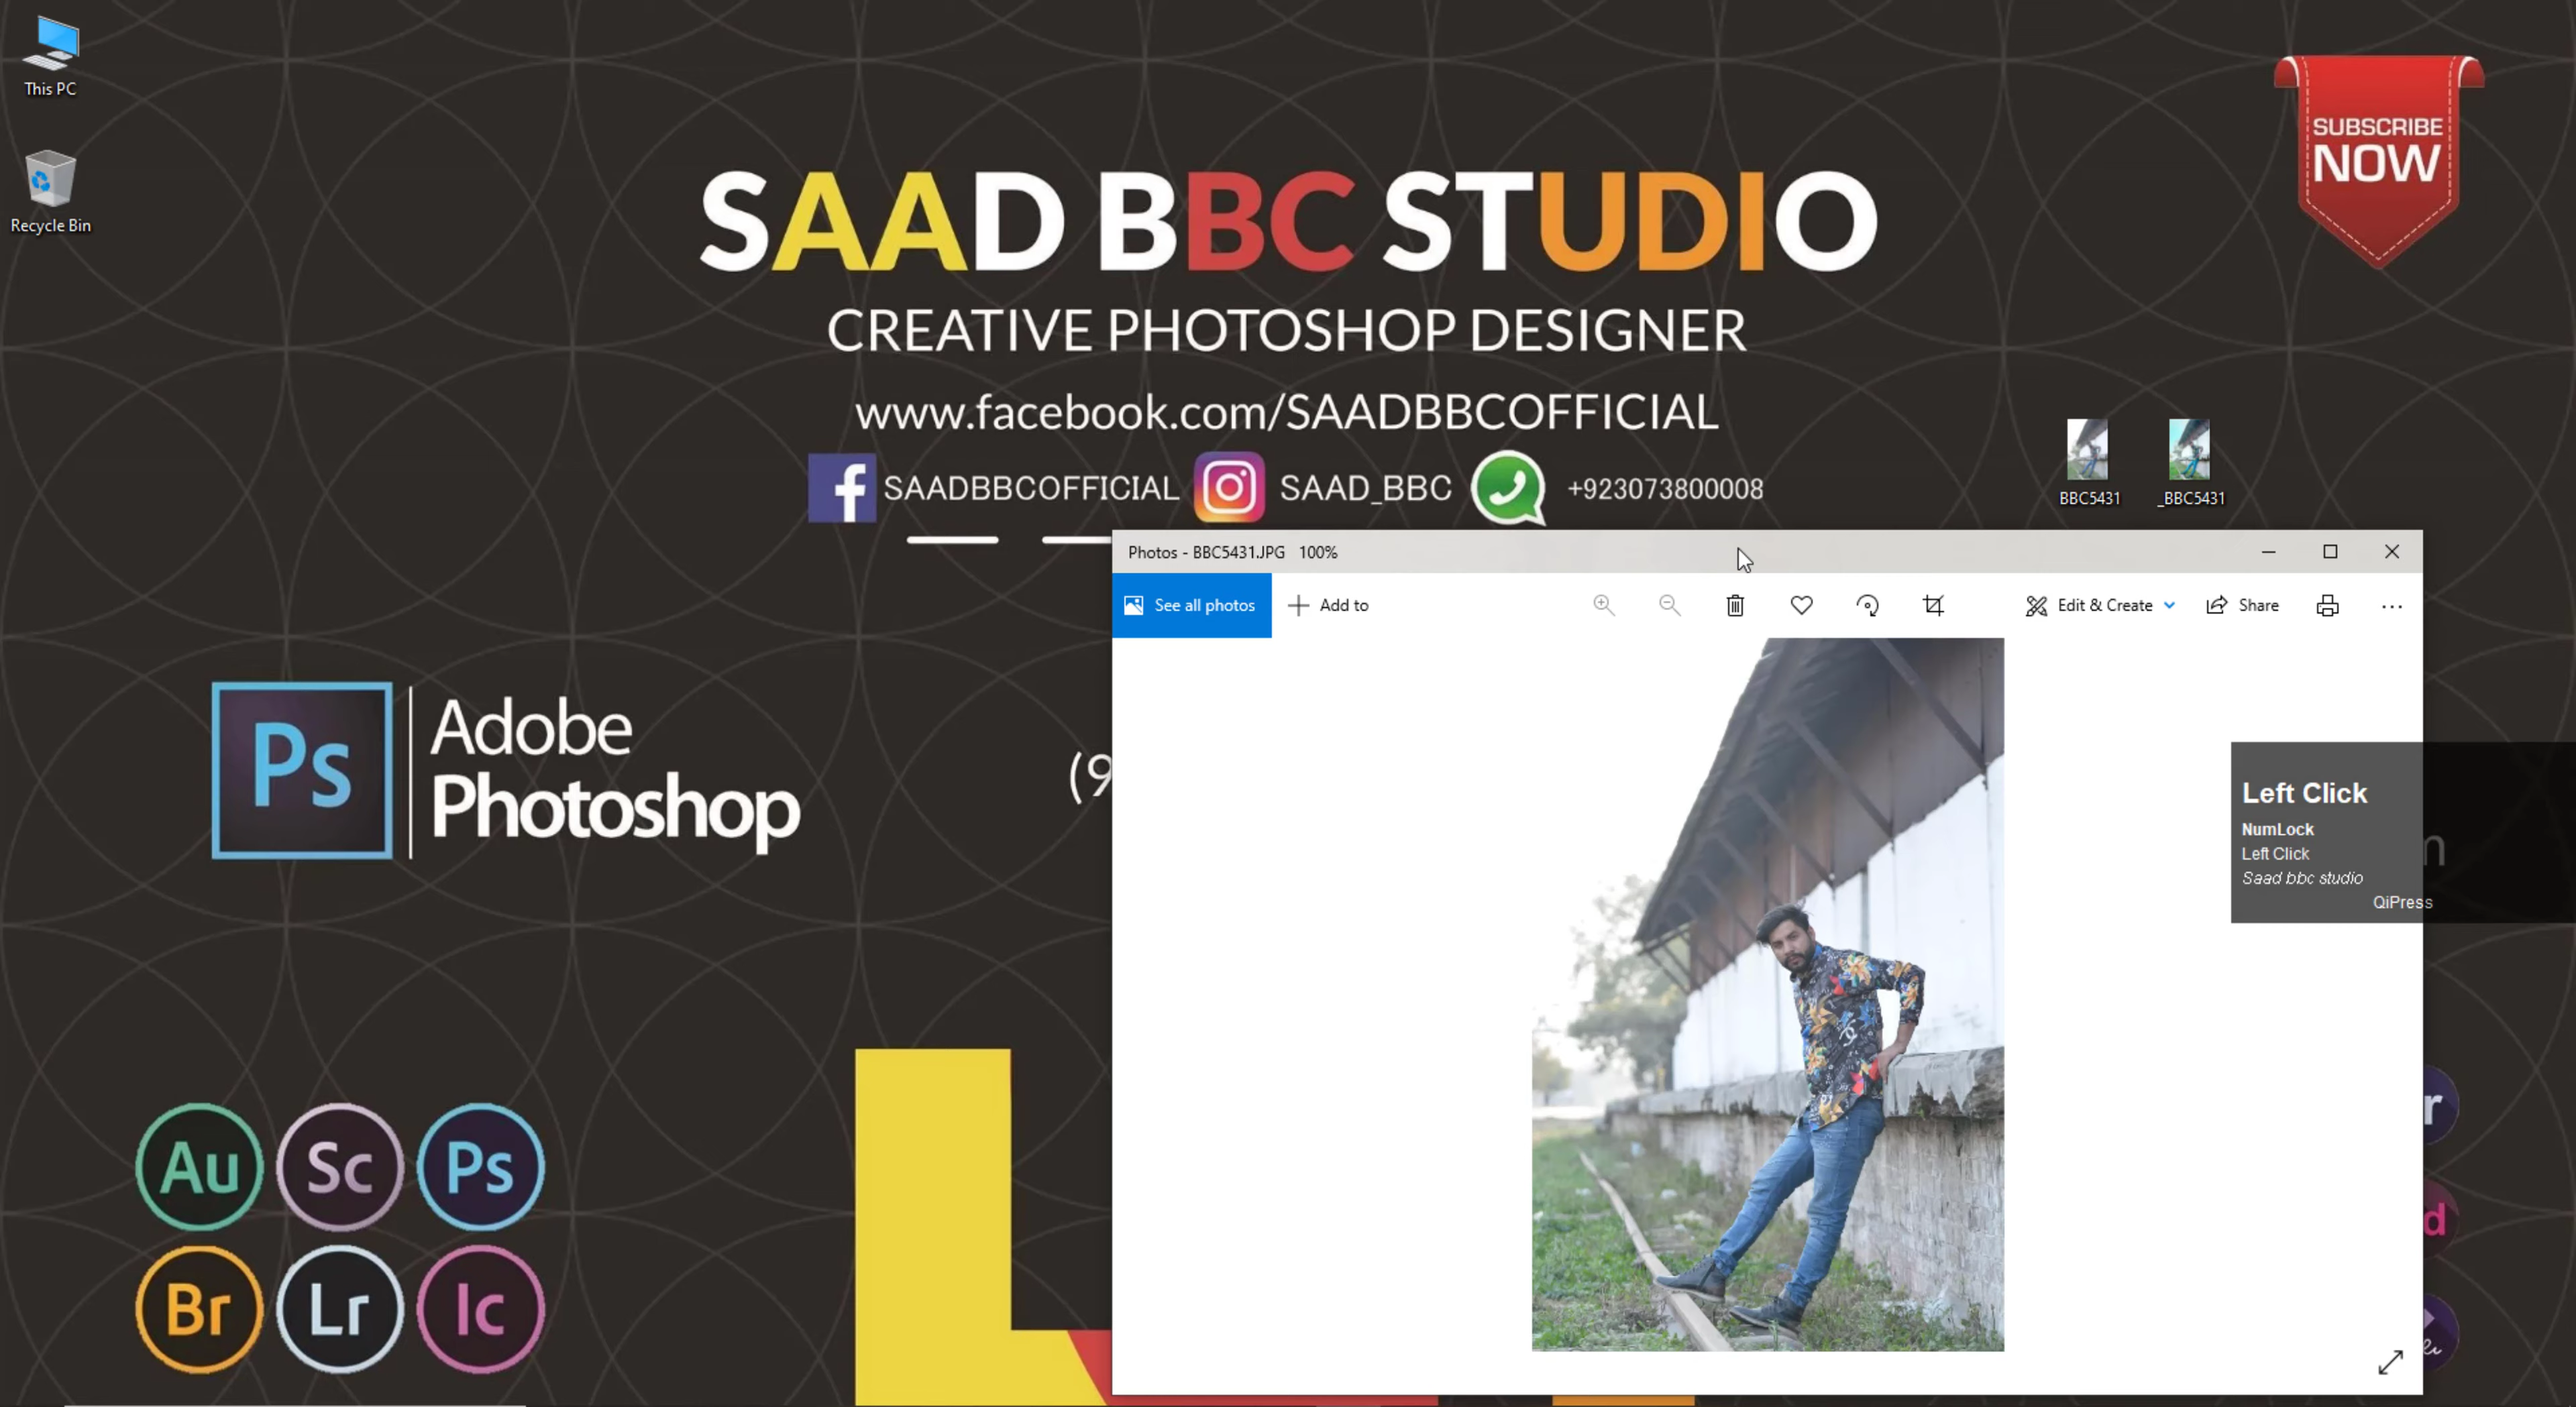 This PC
Recycle Bin
SUBSCRIBE
NOW
SAAD BBC STUDIO
CREATIVE PHOTOSHOP DESIGNER
www.facebook.com/SAADBBCOFFICIAL
f SAADBBCOFFICIAL SAAD_BBC +923073800008
BBC5431 _BBC5431
Photos - BBC5431.JPG 100%
See all photos Add to Edit & Create Share
Ps Adobe
Photoshop
(9
Left Click
NumLock
Left Click
Saad bbc studio
QiPress
n
Au Sc Ps
Br Lr Ic
r
d